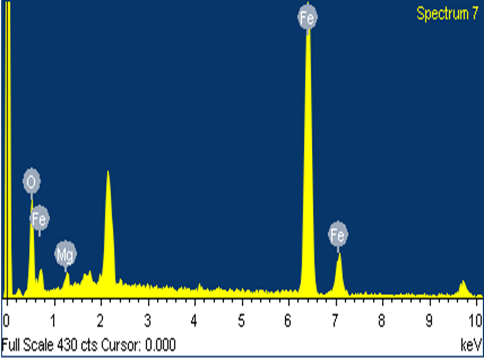 Spectrum 7
Fe
O
Fe
Mg
Fe
0 1 2 3 4 5 6 7 8 9 10
Full Scale 430 cts Cursor: 0.000 keV